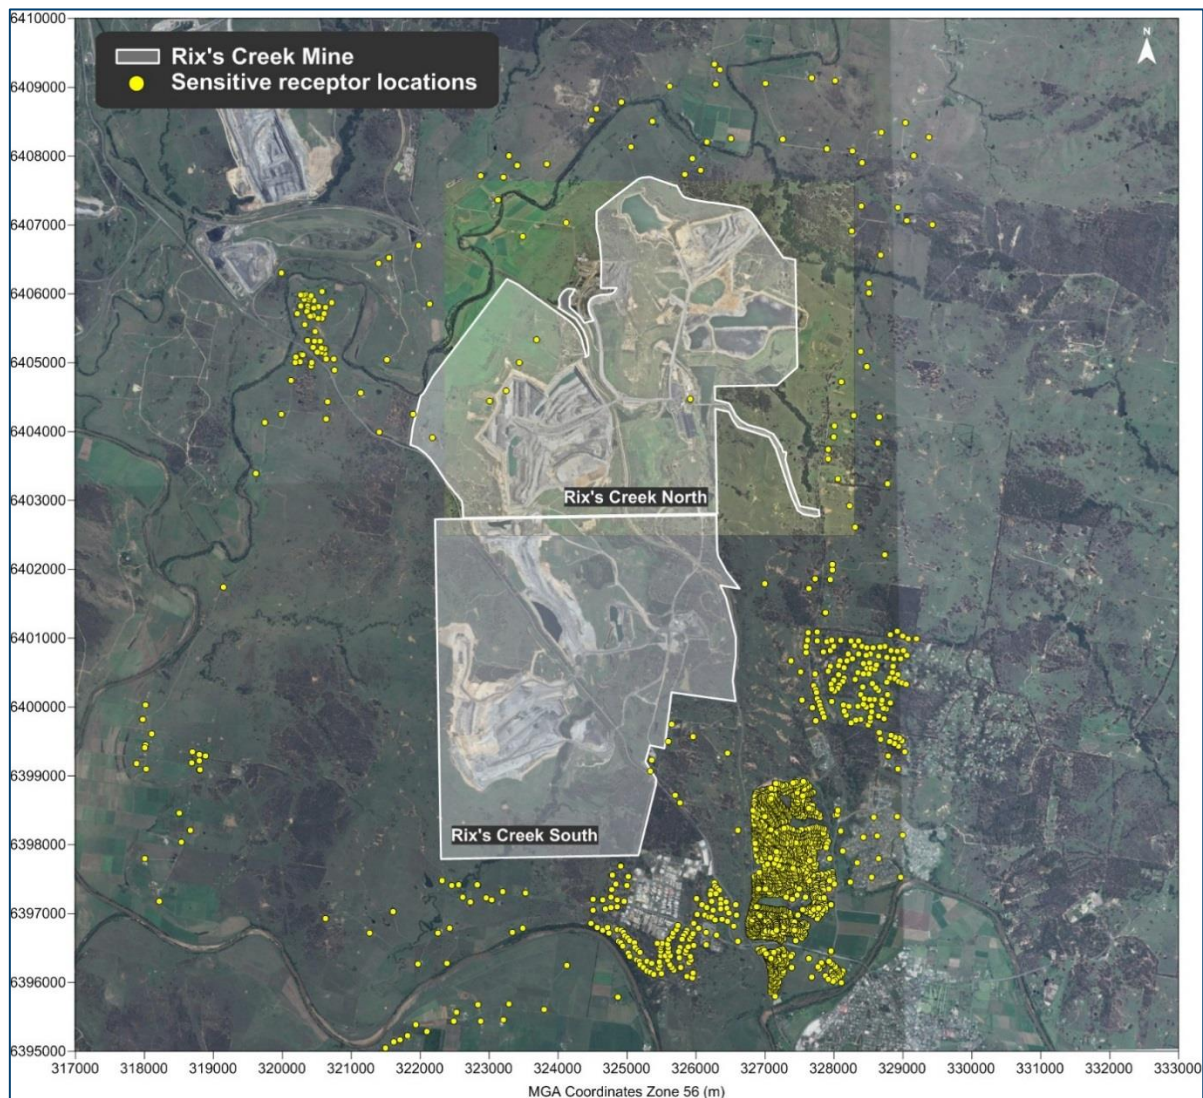 6410000
6409000
6408000
6407000
6406000
6405000
6404000
6403000
6402000
6401000
6400000
6399000
6398000
6397000
6396000
6395000
Rix's Creek Mine
Sensitive receptor locations
N
Rix's Creek North
Rix's Creek South
317000 318000 319000 320000 321000 322000 323000 324000 325000 326000 327000 328000 329000 330000 331000 332000 333000
MGA Coordinates Zone 56 (m)